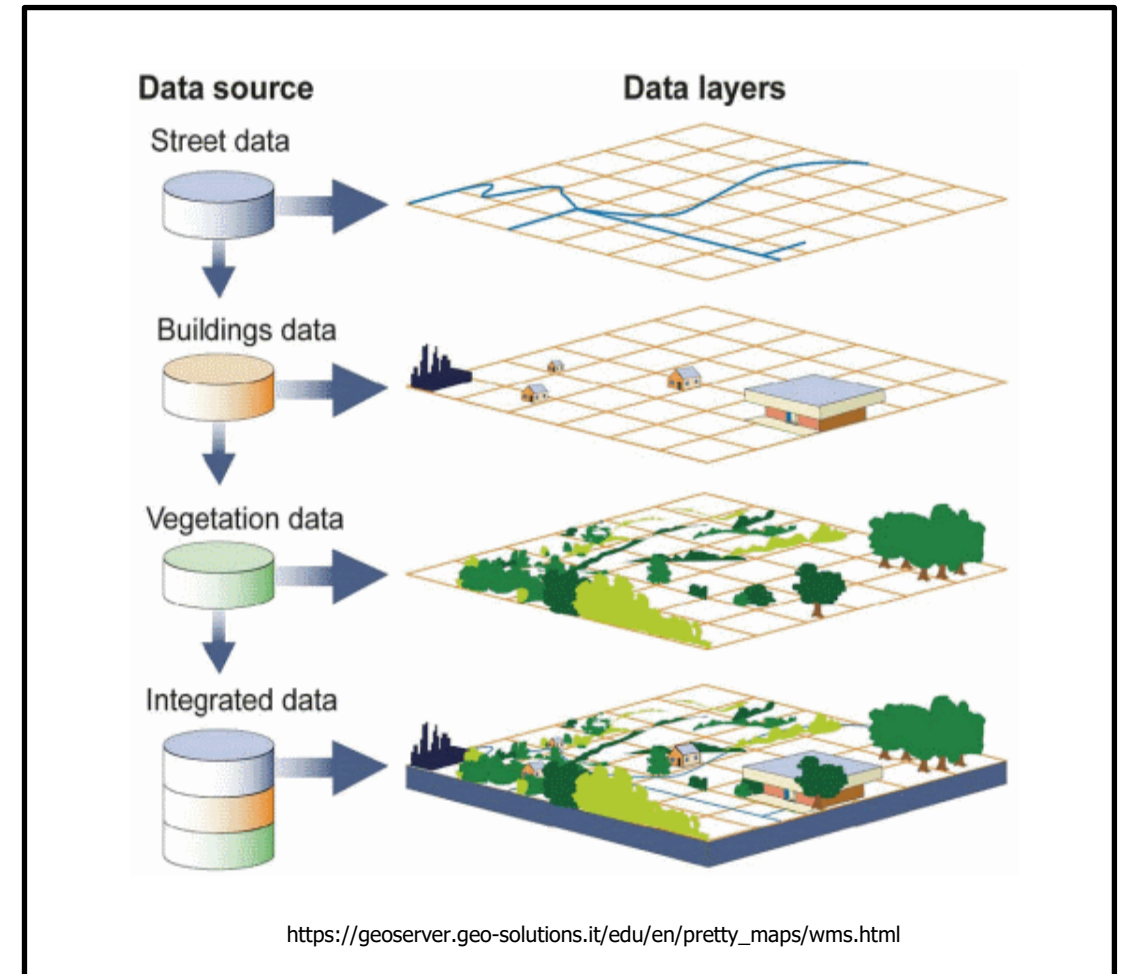 Data source
Data layers
Street data
Buildings data
Vegetation data
Integrated data
https://geoserver.geo-solutions.it/edu/en/pretty_maps/wms.html